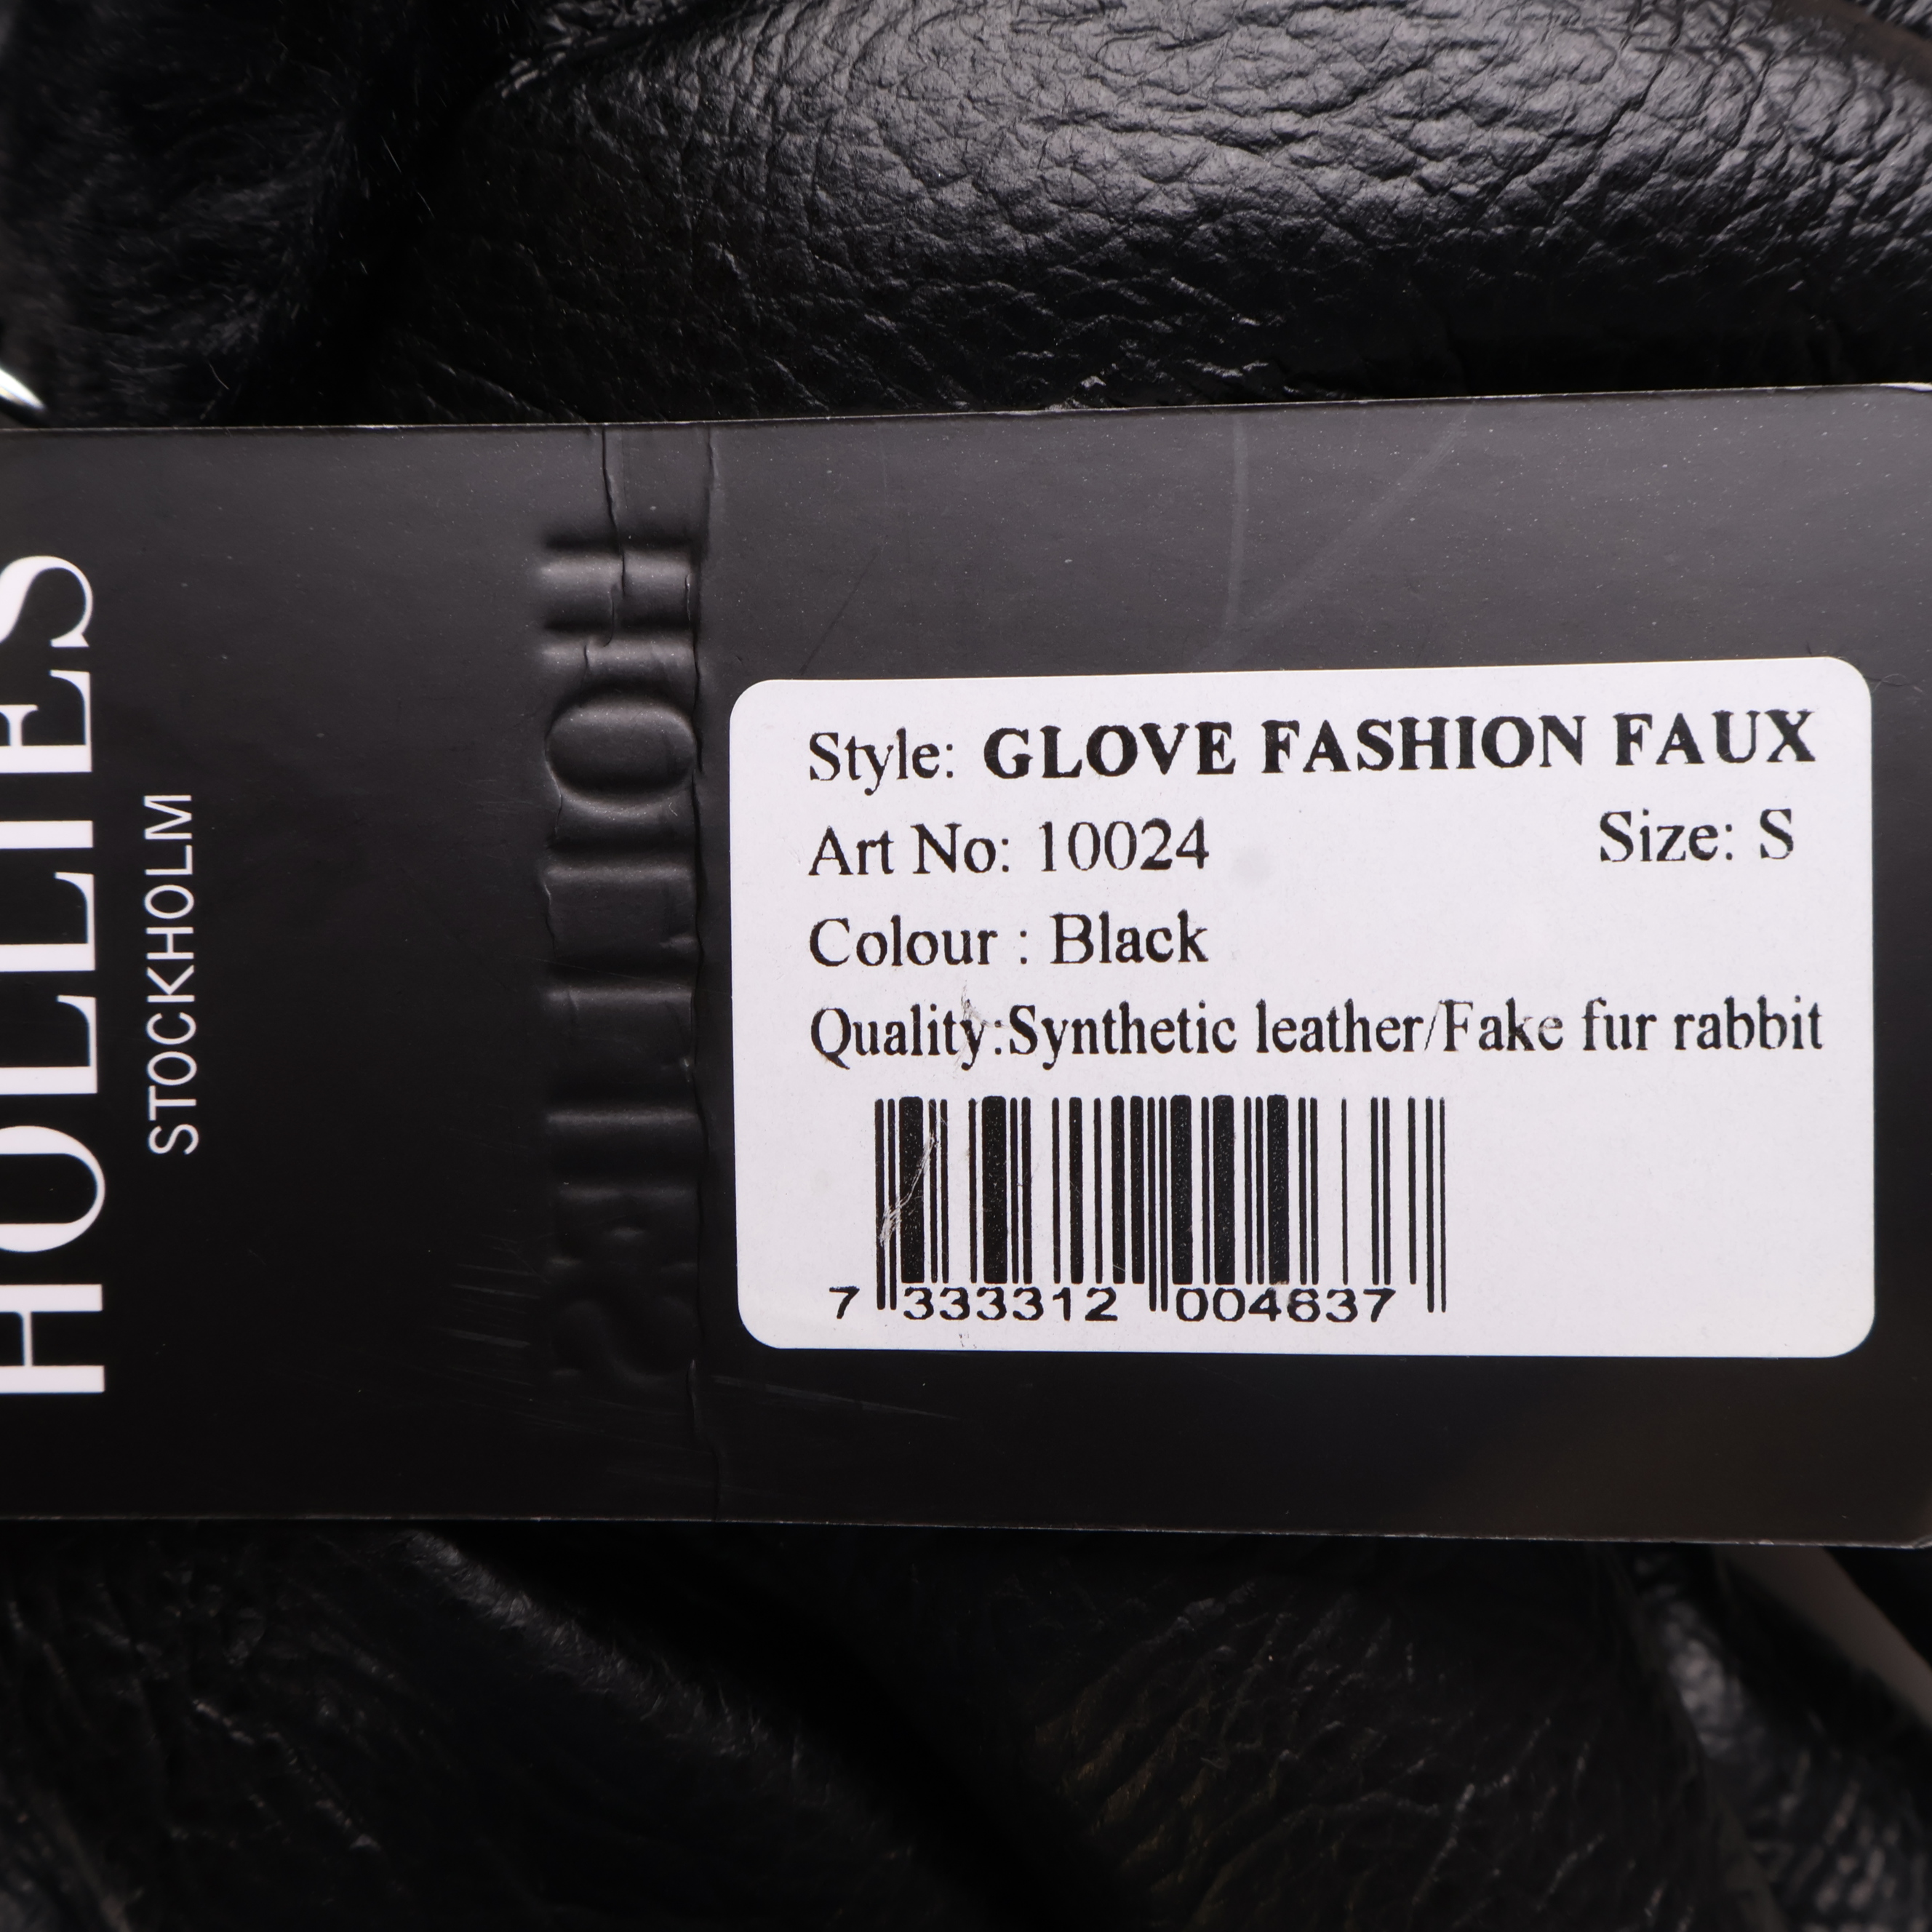 HOLLIES
STOCKHOLM
HOLLIES
Style: GLOVE FASHION FAUX
Art No: 10024 Size: S
Colour : Black
Quality:Synthetic leather/Fake fur rabbit
7 333312 004637